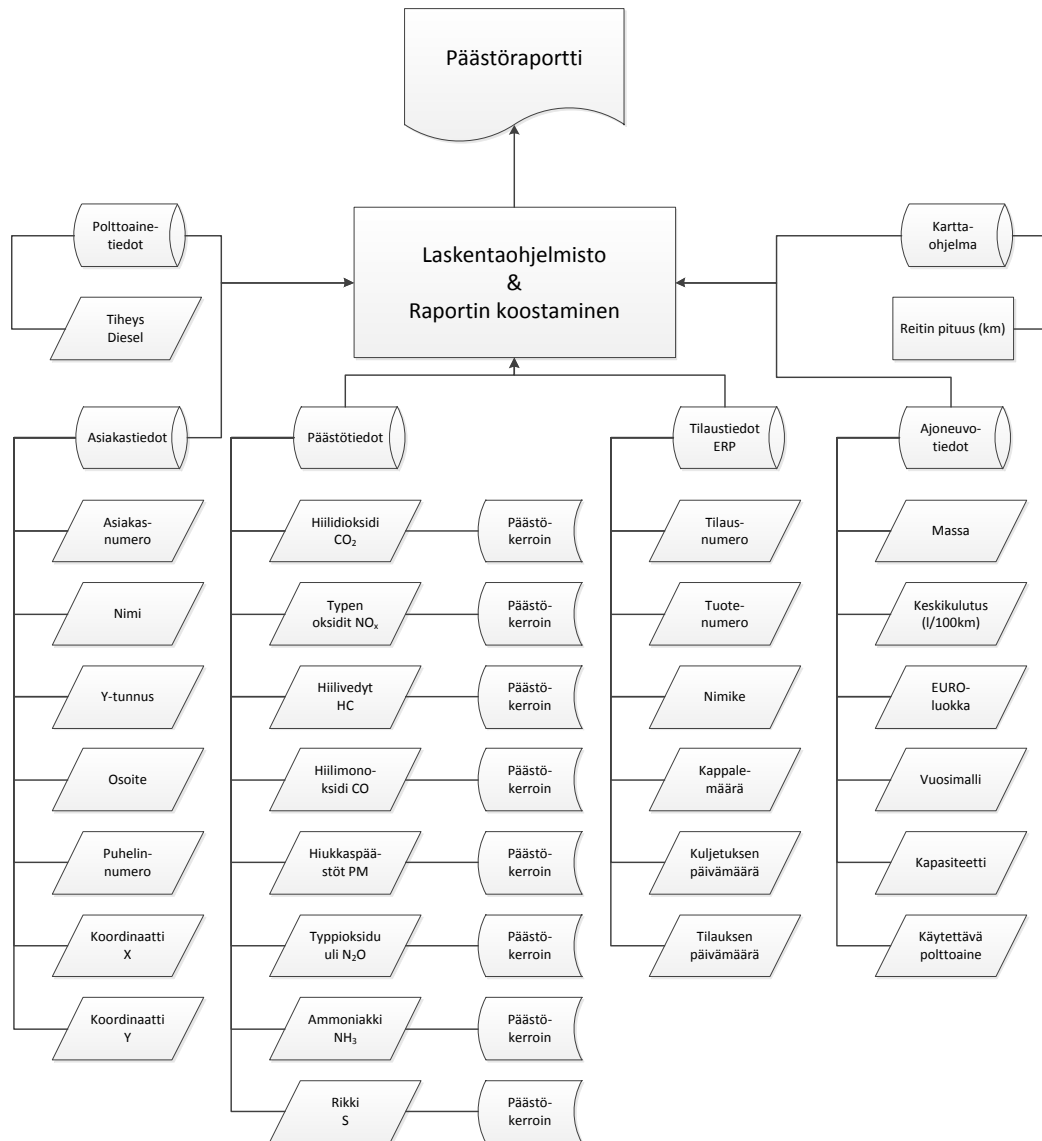 Päästöraportti
Polttoaine-
tiedot
Laskentaohjelmisto
&
Raportin koostaminen
Kartta-
ohjelma
Tiheys
Diesel
Reitin pituus (km)
Asiakastiedot
Asiakas-
numero
Nimi
Y-tunnus
Osoite
Puhelin-
numero
Koordinaatti
X
Koordinaatti
Y
Päästötiedot
Hiilidioksidi
CO₂
Päästö-
kerroin
Typen
oksidit NOₓ
Päästö-
kerroin
Hiilivedyt
HC
Päästö-
kerroin
Hiilimono-
ksidi CO
Päästö-
kerroin
Hiukkaspää-
stöt PM
Päästö-
kerroin
Typpioksidu
uli N₂O
Päästö-
kerroin
Ammoniakki
NH₃
Päästö-
kerroin
Rikki
S
Päästö-
kerroin
Tilaustiedot
ERP
Tilaus-
numero
Tuote-
numero
Nimike
Kappale-
määrä
Kuljetuksen
päivämäärä
Tilauksen
päivämäärä
Ajoneuvo-
tiedot
Massa
Keskikulutus
(l/100km)
EURO-
luokka
Vuosimalli
Kapasiteetti
Käytettävä
polttoaine